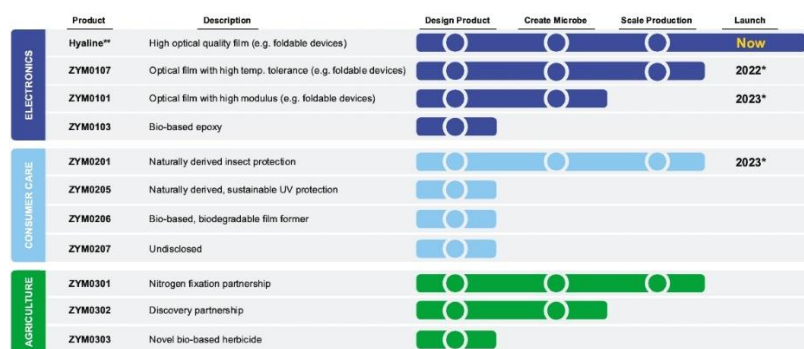 Product Description Design Product Create Microbe Scale Production Launch
ELECTRONICS
Hyaline** High optical quality film (e.g. foldable devices) Now
ZYM0107 Optical film with high temp. tolerance (e.g. foldable devices) 2022*
ZYM0101 Optical film with high modulus (e.g. foldable devices) 2023*
ZYM0103 Bio-based epoxy
CONSUMER CARE
ZYM0201 Naturally derived insect protection 2023*
ZYM0205 Naturally derived, sustainable UV protection
ZYM0206 Bio-based, biodegradable film former
ZYM0207 Undisclosed
AGRICULTURE
ZYM0301 Nitrogen fixation partnership
ZYM0302 Discovery partnership
ZYM0303 Novel bio-based herbicide